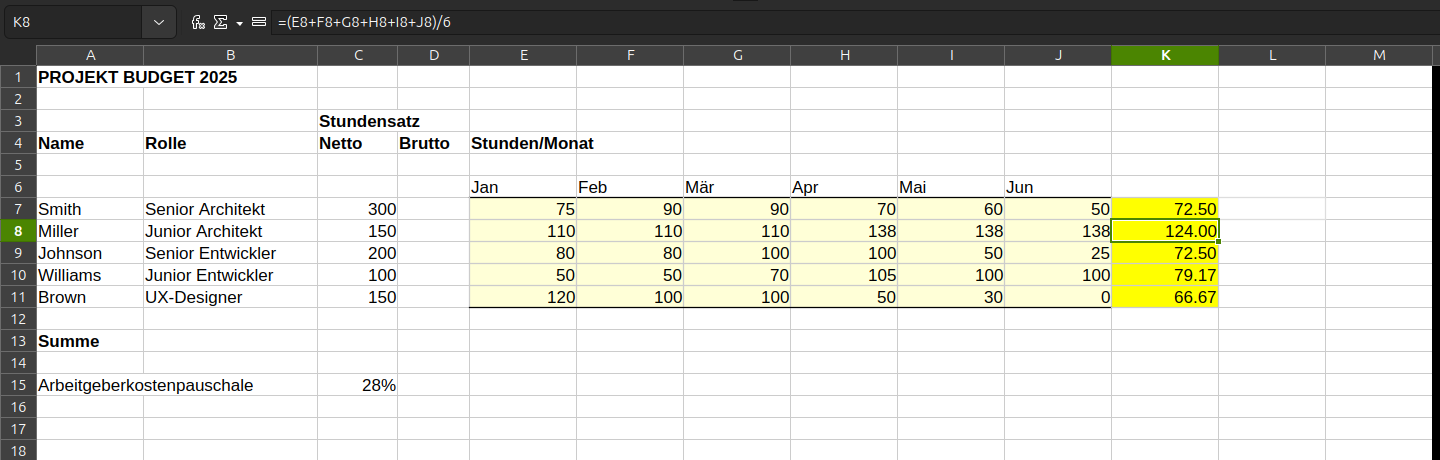 K8 =(E8+F8+G8+H8+I8+J8)/6
A B C D E F G H I J K L M
1 PROJEKT BUDGET 2025
2
3 Stundensatz
4 Name Rolle Netto Brutto Stunden/Monat
5
6 Jan Feb Mär Apr Mai Jun
7 Smith Senior Architekt 300 75 90 90 70 60 50 72.50
8 Miller Junior Architekt 150 110 110 110 138 138 138 124.00
9 Johnson Senior Entwickler 200 80 80 100 100 50 25 72.50
10 Williams Junior Entwickler 100 50 50 70 105 100 100 79.17
11 Brown UX-Designer 150 120 100 100 50 30 0 66.67
12
13 Summe
14
15 Arbeitgeberkostenpauschale 28%
16
17
18